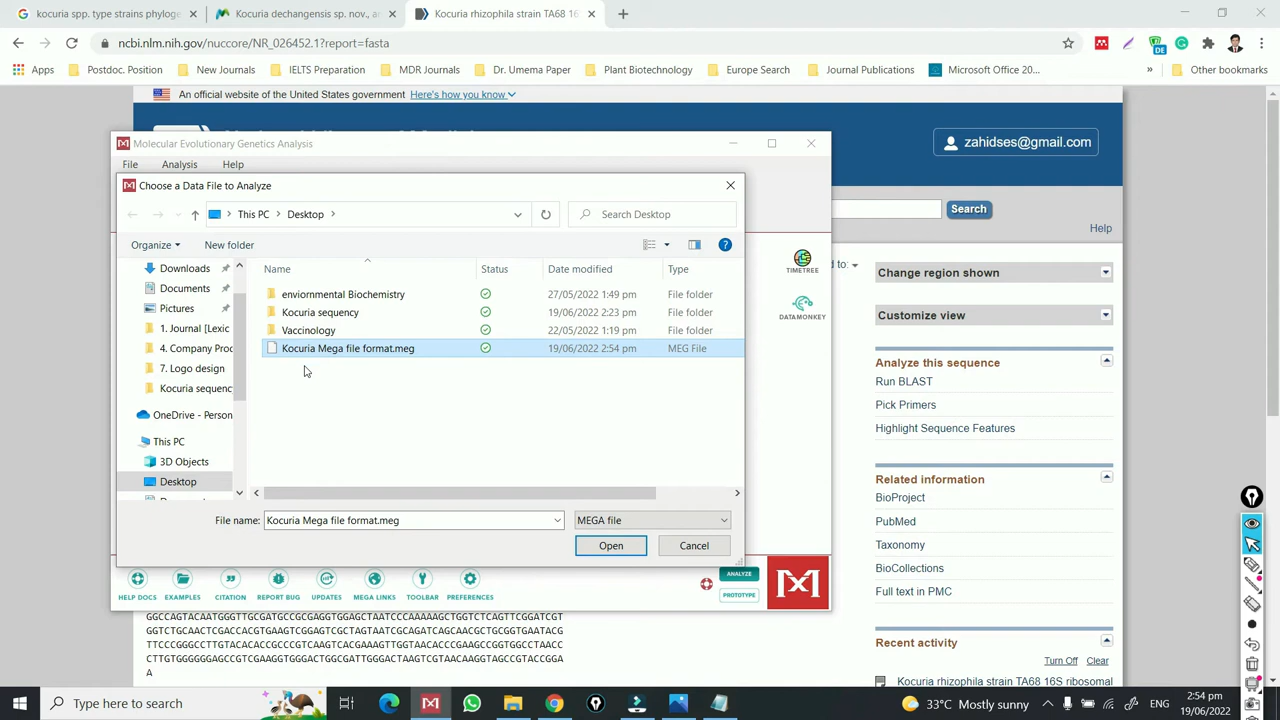 kocuria spp. type strains phyloge
Kocuria dechangensis sp. nov., an
Kocuria rhizophila strain TA68 16S
ncbi.nlm.nih.gov/nuccore/NR_026452.1?report=fasta
DE
Apps
Postdoc. Position
New Journals
IELTS Preparation
MDR Journals
Dr. Umema Paper
Plant Biotechnology
Europe Search
Journal Publications
Microsoft Office 20...
»
Other bookmarks
An official website of the United States government Here's how you know
Molecular Evolutionary Genetics Analysis
zahidses@gmail.com
File Analysis Help
Choose a Data File to Analyze
This PC > Desktop >
Search Desktop
Search
Help
Organize
New folder
Name Status Date modified Type
Downloads
Documents
Pictures
1. Journal [Lexic
4. Company Proc
7. Logo design
Kocuria sequenc
OneDrive - Person
This PC
3D Objects
Desktop
enviornmental Biochemistry 27/05/2022 1:49 pm File folder
Kocuria sequency 19/06/2022 2:23 pm File folder
Vaccinology 22/05/2022 1:19 pm File folder
Kocuria Mega file format.meg 19/06/2022 2:54 pm MEG File
TIMETREE
DATAMONKEY
d to:
Change region shown
Customize view
Analyze this sequence
Run BLAST
Pick Primers
Highlight Sequence Features
Related information
BioProject
PubMed
Taxonomy
BioCollections
Full text in PMC
Recent activity
Turn Off Clear
Kocuria rhizophila strain TA68 16S ribosomal
File name: Kocuria Mega file format.meg
MEGA file
Open
Cancel
HELP DOCS
EXAMPLES
CITATION
REPORT BUG
UPDATES
MEGA LINKS
TOOLBAR
PREFERENCES
ANALYZE
PROTOTYPE
GGCCAGTACAATGGGTTGCGATGCCGCGAGGTGGAGCTAATCCCAAAAAGCTGGTCTCAGTTCGGATCGT
GGTCTGCAACTCGACCACGTGAAGTCGGAGTCGCTAGTAATCGCAGATCAGCAACGCTGCGGTGAATACG
TTCCCGGGCCTTGTACACACCGCCCGTCAAGTCACGAAAGTTGGTAACACCCGAAGCCGGTGGCCTAACC
CTTGTGGGGGGAGCCGTCGAAGGTGGGACTGGCGATTGGGACTAAGTCGTAACAAGGTAGCCGTACCGGA
A
Type here to search
33°C Mostly sunny
2:54 pm
19/06/2022